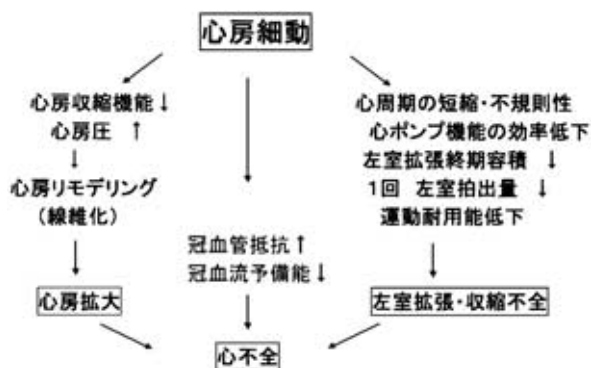 心房細動
心房収縮機能↓
心房圧 ↑
↓
心房リモデリング
(線維化)
心房拡大
冠血管抵抗↑
冠血流予備能↓
心周期の短縮・不規則性
心ポンプ機能の効率低下
左室拡張終期容積 ↓
1回 左室拍出量 ↓
運動耐用能低下
左室拡張・収縮不全
心不全